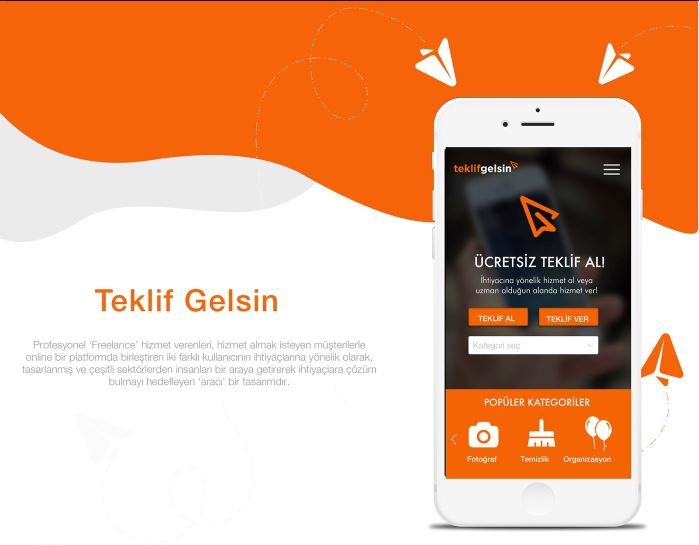 Teklif Gelsin
Profesyonel ‘Freelance’ hizmet verenleri, hizmet almak isteyen müşterilerle
online bir platformda birleştiren iki farklı kullanıcının ihtiyaçlarına yönelik olarak,
tasarlanmış ve çeşitli sektörlerden insanları bir araya getirerek ihtiyaçlara çözüm
bulmayı hedefleyen ‘aracı’ bir tasarımdır.
teklifgelsin
ÜCRETSİZ TEKLİF AL!
İhtiyacına yönelik hizmet al veya
uzman olduğun alanda hizmet ver!
TEKLİF AL TEKLİF VER
Kategori seç
POPÜLER KATEGORİLER
Fotoğraf Temizlik Organizasyon